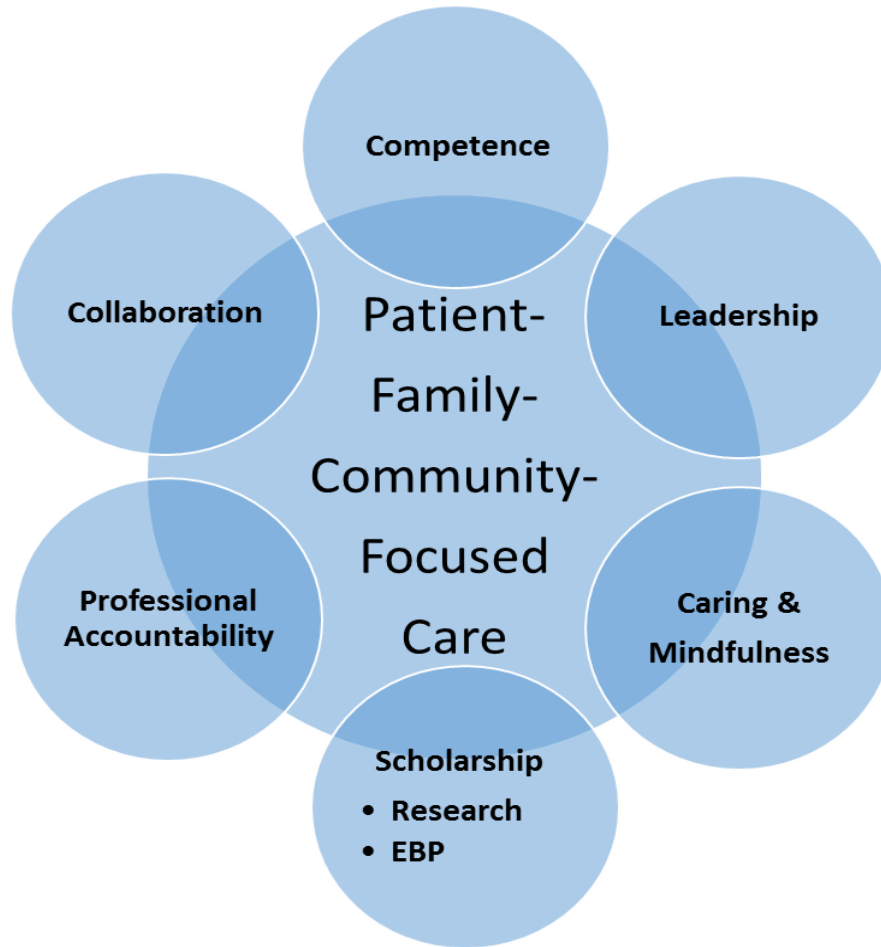 Competence
Collaboration
Leadership
Patient-
Family-
Community-
Focused
Care
Professional
Accountability
Caring &
Mindfulness
Scholarship
• Research
• EBP